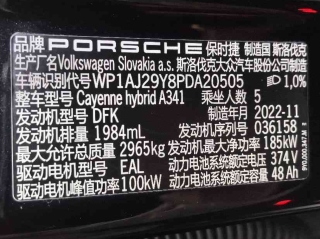 品牌 PORSCHE 保时捷 制造国 斯洛伐克
生产厂名Volkswagen Slovakia a.s. 斯洛伐克大众汽车股份公司制造
车辆识别代号WP1AJ29Y8PDA20505 1,0%
整车型号 Cayenne hybrid A341 乘坐人数 5
发动机型号 DFK 制造年月 2022-11
发动机排量 1984mL 发动机序号 036158
最大允许总质量 2965kg 发动机最大净功率 185kW
驱动电机型号 EAL 动力电池系统额定电压 374 V
驱动电机峰值功率100kW 动力电池系统额定容量 48 Ah